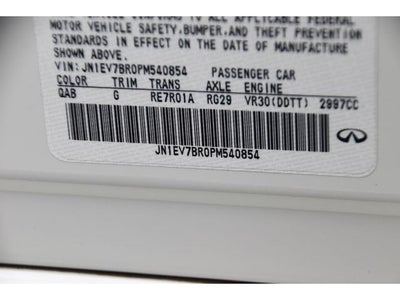 MOTOR VEHICLE SAFETY,BUMPER,AND THEFT PREVENTION
STANDARDS IN EFFECT ON THE DATE OF MANUFACTURE
SHOWN ABOVE.
VIN: JN1EV7BR0PM540854 PASSENGER CAR
COLOR TRIM TRANS AXLE ENGINE
QAB G RE7R01A RG29 VR30(DDTT) 2997CC
JN1EV7BR0PM540854